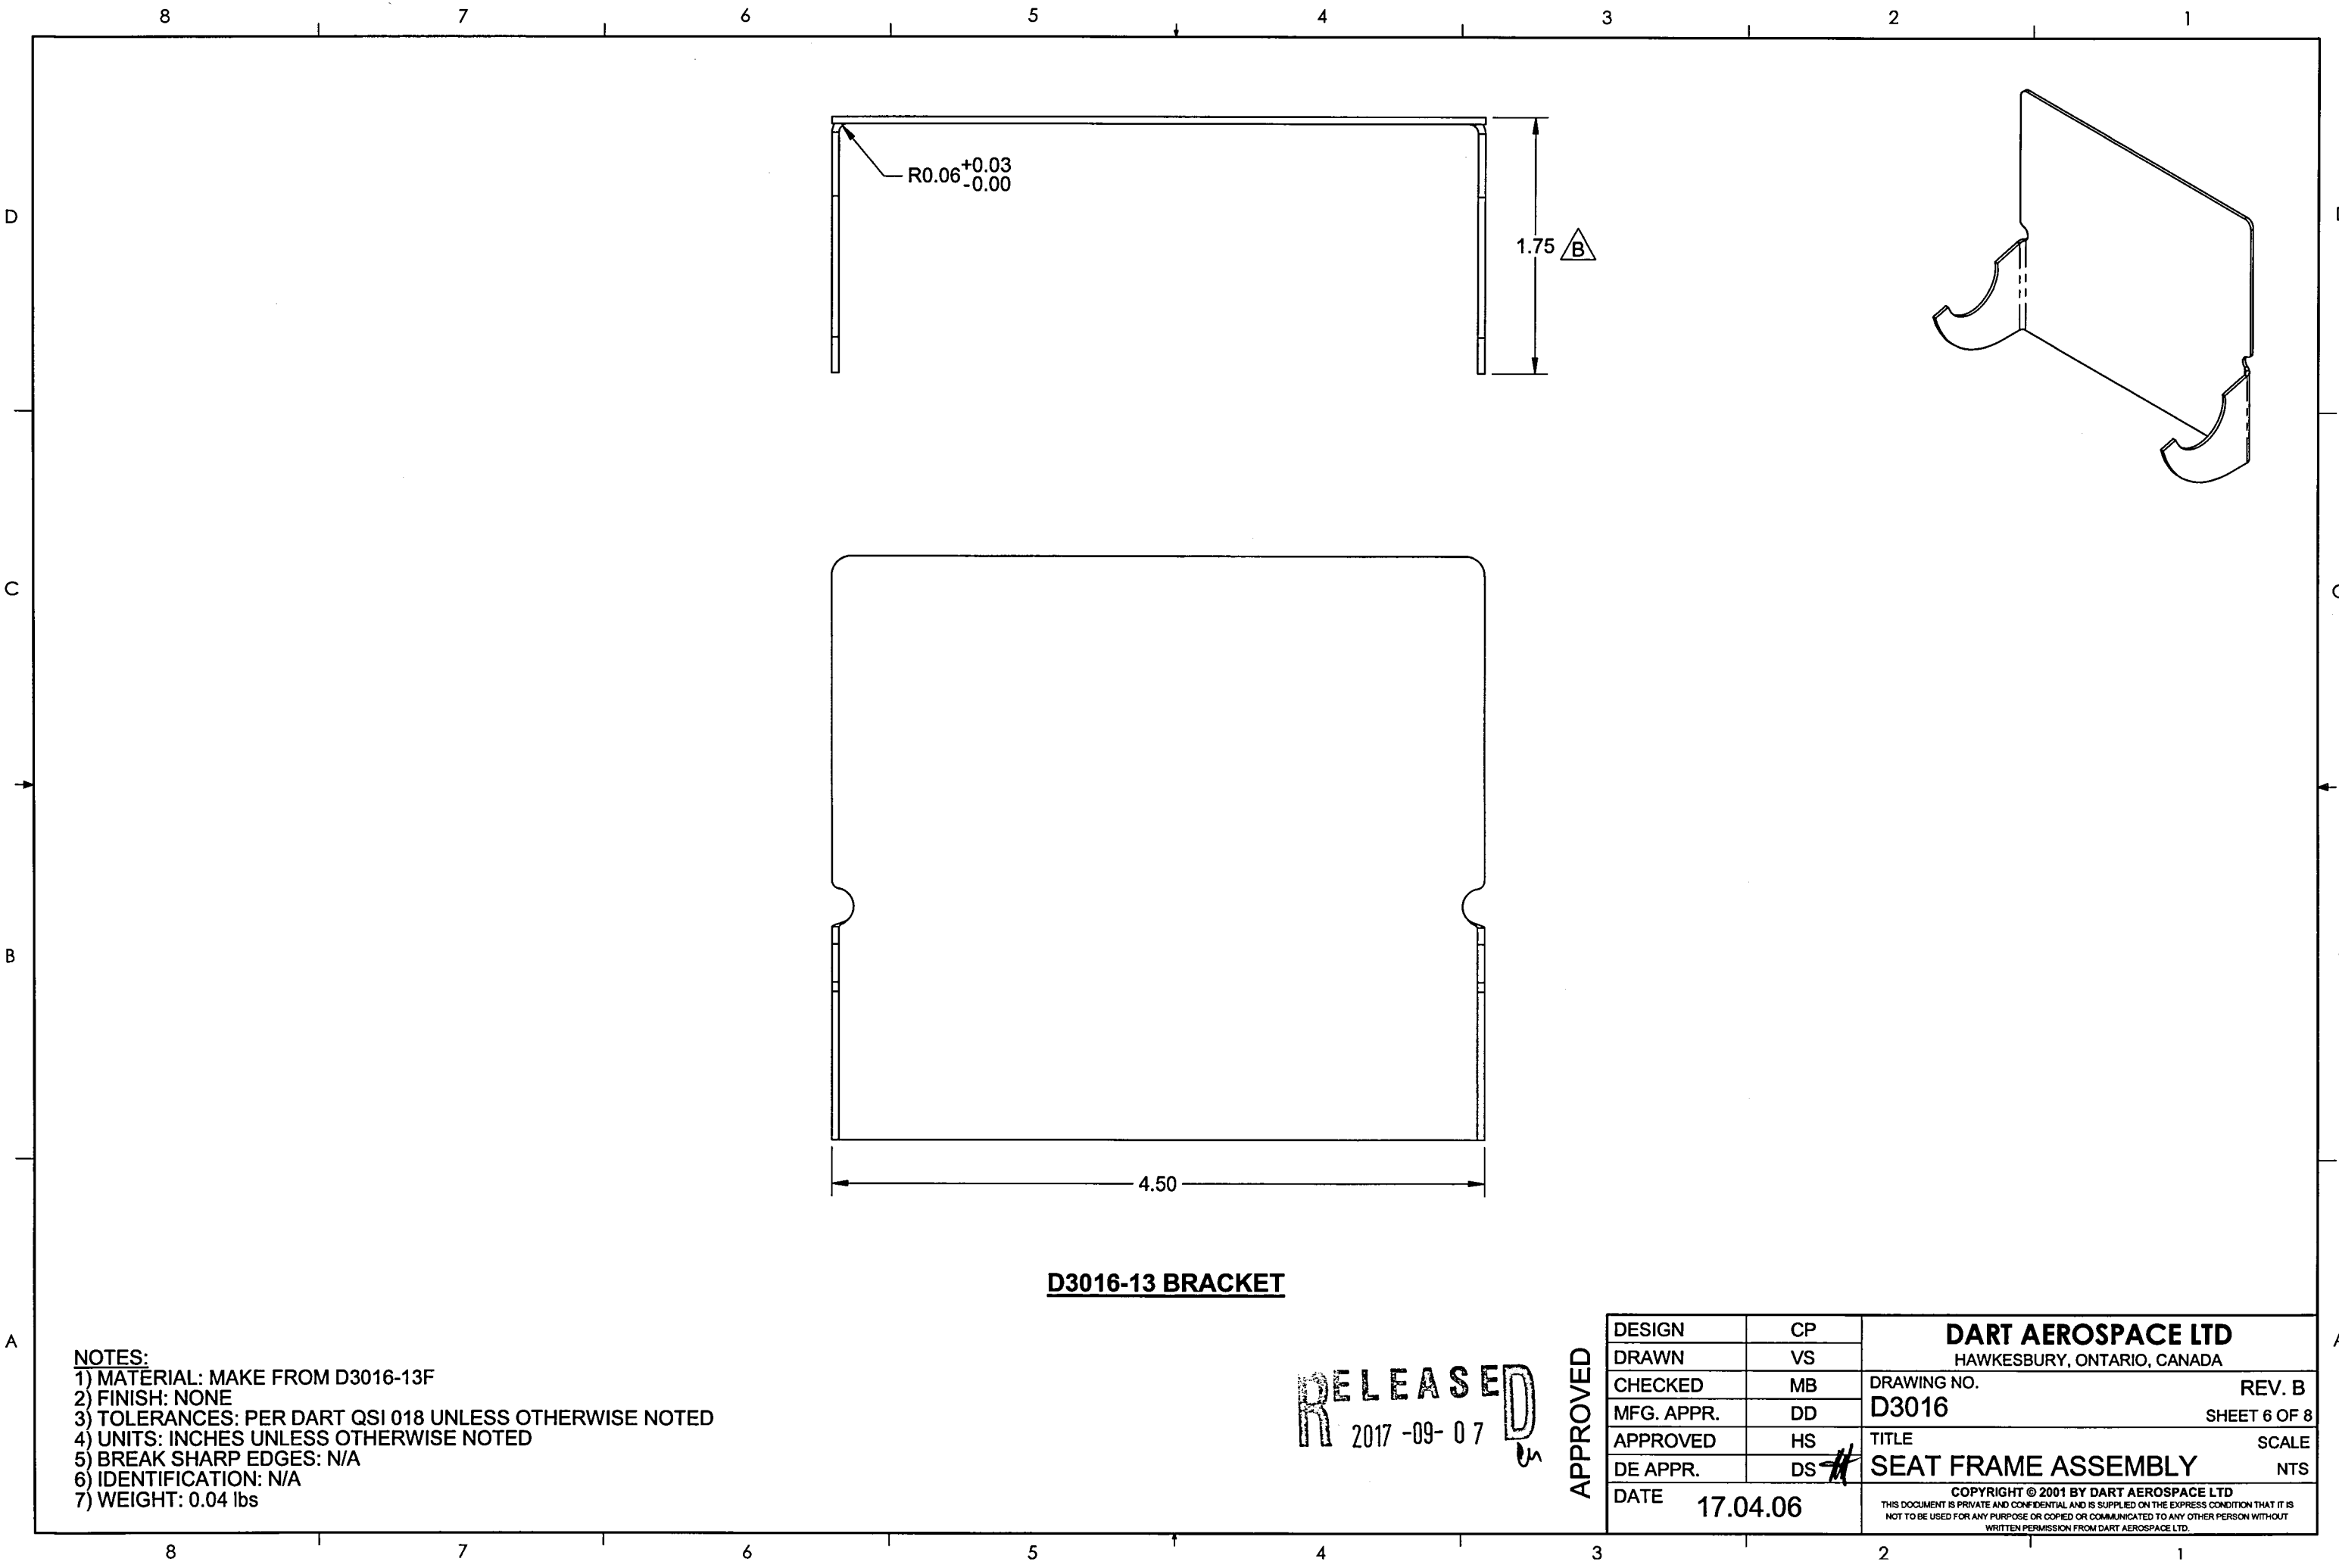 8 7 6 5 4 3 2 1
R0.06 +0.03 -0.00
D
1.75 B
C
B
4.50
D3016-13 BRACKET
A
NOTES:
1) MATERIAL: MAKE FROM D3016-13F
2) FINISH: NONE
3) TOLERANCES: PER DART QSI 018 UNLESS OTHERWISE NOTED
4) UNITS: INCHES UNLESS OTHERWISE NOTED
5) BREAK SHARP EDGES: N/A
6) IDENTIFICATION: N/A
7) WEIGHT: 0.04 lbs
RELEASED
2017-09-07
APPROVED
DESIGN CP
DRAWN VS
CHECKED MB
MFG. APPR. DD
APPROVED HS
DE APPR. DS
DATE 17.04.06
DART AEROSPACE LTD
HAWKESBURY, ONTARIO, CANADA
DRAWING NO. REV. B
D3016 SHEET 6 OF 8
TITLE SCALE
SEAT FRAME ASSEMBLY NTS
COPYRIGHT © 2001 BY DART AEROSPACE LTD
THIS DOCUMENT IS PRIVATE AND CONFIDENTIAL AND IS SUPPLIED ON THE EXPRESS CONDITION THAT IT IS
NOT TO BE USED FOR ANY PURPOSE OR COPIED OR COMMUNICATED TO ANY OTHER PERSON WITHOUT
WRITTEN PERMISSION FROM DART AEROSPACE LTD.
8 7 6 5 4 3 2 1